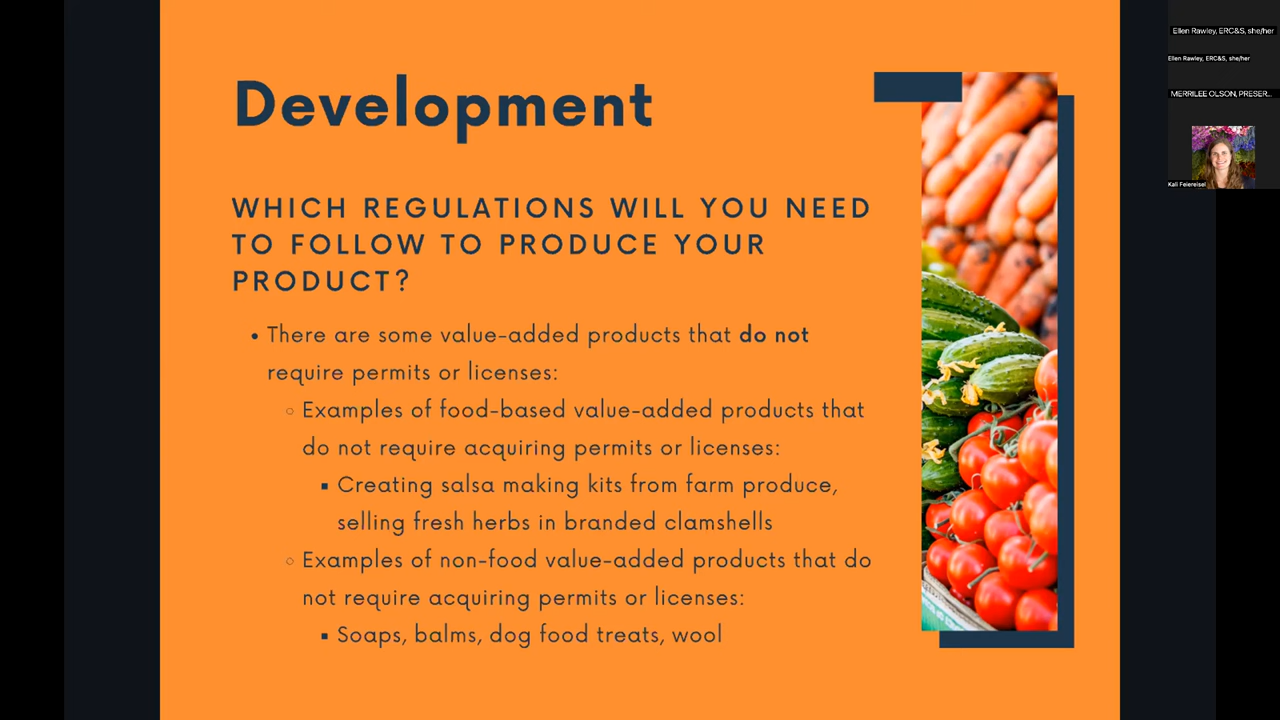 Development
WHICH REGULATIONS WILL YOU NEED
TO FOLLOW TO PRODUCE YOUR
PRODUCT?
• There are some value-added products that do not
require permits or licenses:
○ Examples of food-based value-added products that
do not require acquiring permits or licenses:
▪ Creating salsa making kits from farm produce,
selling fresh herbs in branded clamshells
○ Examples of non-food value-added products that do
not require acquiring permits or licenses:
▪ Soaps, balms, dog food treats, wool
Ellen Rawley, ERC&S, she/her
Ellen Rawley, ERC&S, she/her
MERRILEE OLSON, PRESER...
Kali Feiereisel